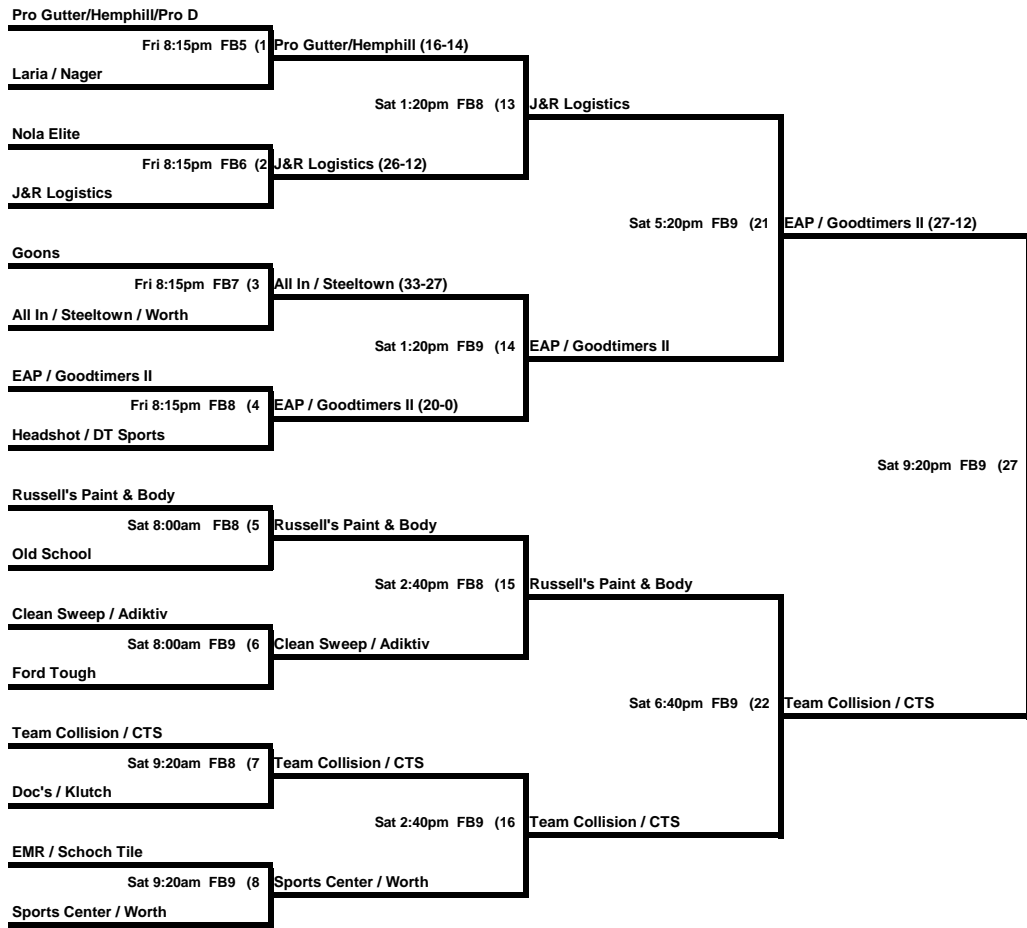 Pro Gutter/Hemphill/Pro D
Fri 8:15pm FB5 (1 Pro Gutter/Hemphill (16-14)
Laria / Nager
Sat 1:20pm FB8 (13 J&R Logistics
Nola Elite
Fri 8:15pm FB6 (2 J&R Logistics (26-12)
J&R Logistics
Sat 5:20pm FB9 (21 EAP / Goodtimers II (27-12)
Goons
Fri 8:15pm FB7 (3 All In / Steeltown (33-27)
All In / Steeltown / Worth
Sat 1:20pm FB9 (14 EAP / Goodtimers II
EAP / Goodtimers II
Fri 8:15pm FB8 (4 EAP / Goodtimers II (20-0)
Headshot / DT Sports
Sat 9:20pm FB9 (27
Russell's Paint & Body
Sat 8:00am FB8 (5 Russell's Paint & Body
Old School
Sat 2:40pm FB8 (15 Russell's Paint & Body
Clean Sweep / Adiktiv
Sat 8:00am FB9 (6 Clean Sweep / Adiktiv
Ford Tough
Sat 6:40pm FB9 (22 Team Collision / CTS
Team Collision / CTS
Sat 9:20am FB8 (7 Team Collision / CTS
Doc's / Klutch
Sat 2:40pm FB9 (16 Team Collision / CTS
EMR / Schoch Tile
Sat 9:20am FB9 (8 Sports Center / Worth
Sports Center / Worth